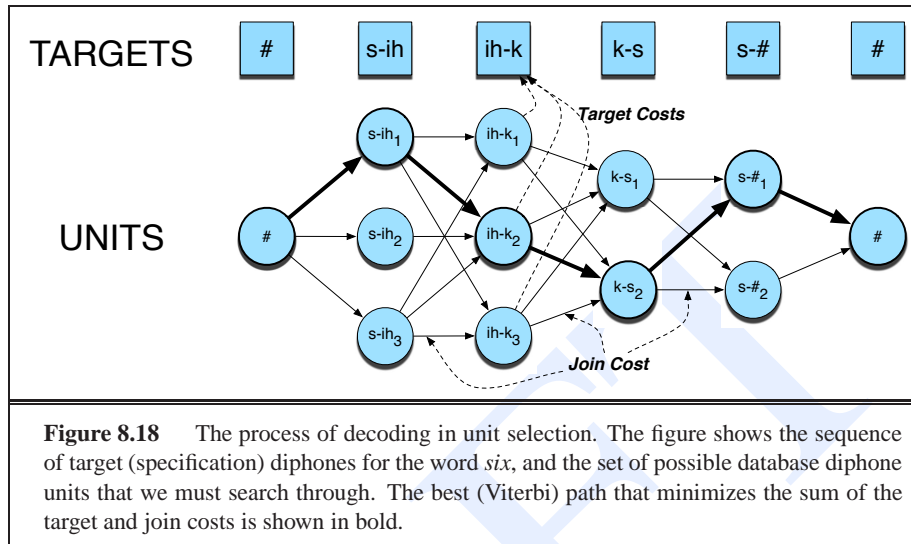 TARGETS # s-ih ih-k k-s s-# #
Target Costs
s-ih1 ih-k1
k-s1 s-#1
UNITS # s-ih2 ih-k2 #
k-s2 s-#2
s-ih3 ih-k3
Join Cost
Figure 8.18 The process of decoding in unit selection. The figure shows the sequence
of target (specification) diphones for the word six, and the set of possible database diphone
units that we must search through. The best (Viterbi) path that minimizes the sum of the
target and join costs is shown in bold.